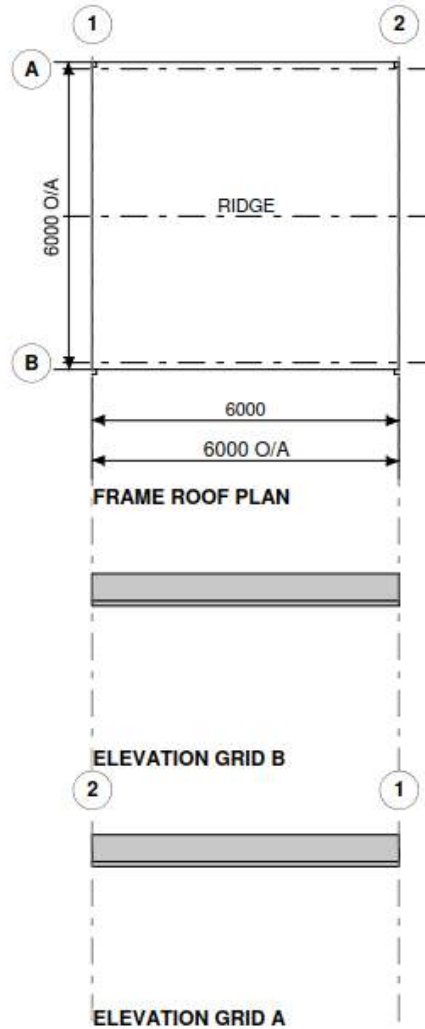 1 2
A
6000 O/A
RIDGE
B
6000
6000 O/A
FRAME ROOF PLAN
ELEVATION GRID B
2 1
ELEVATION GRID A